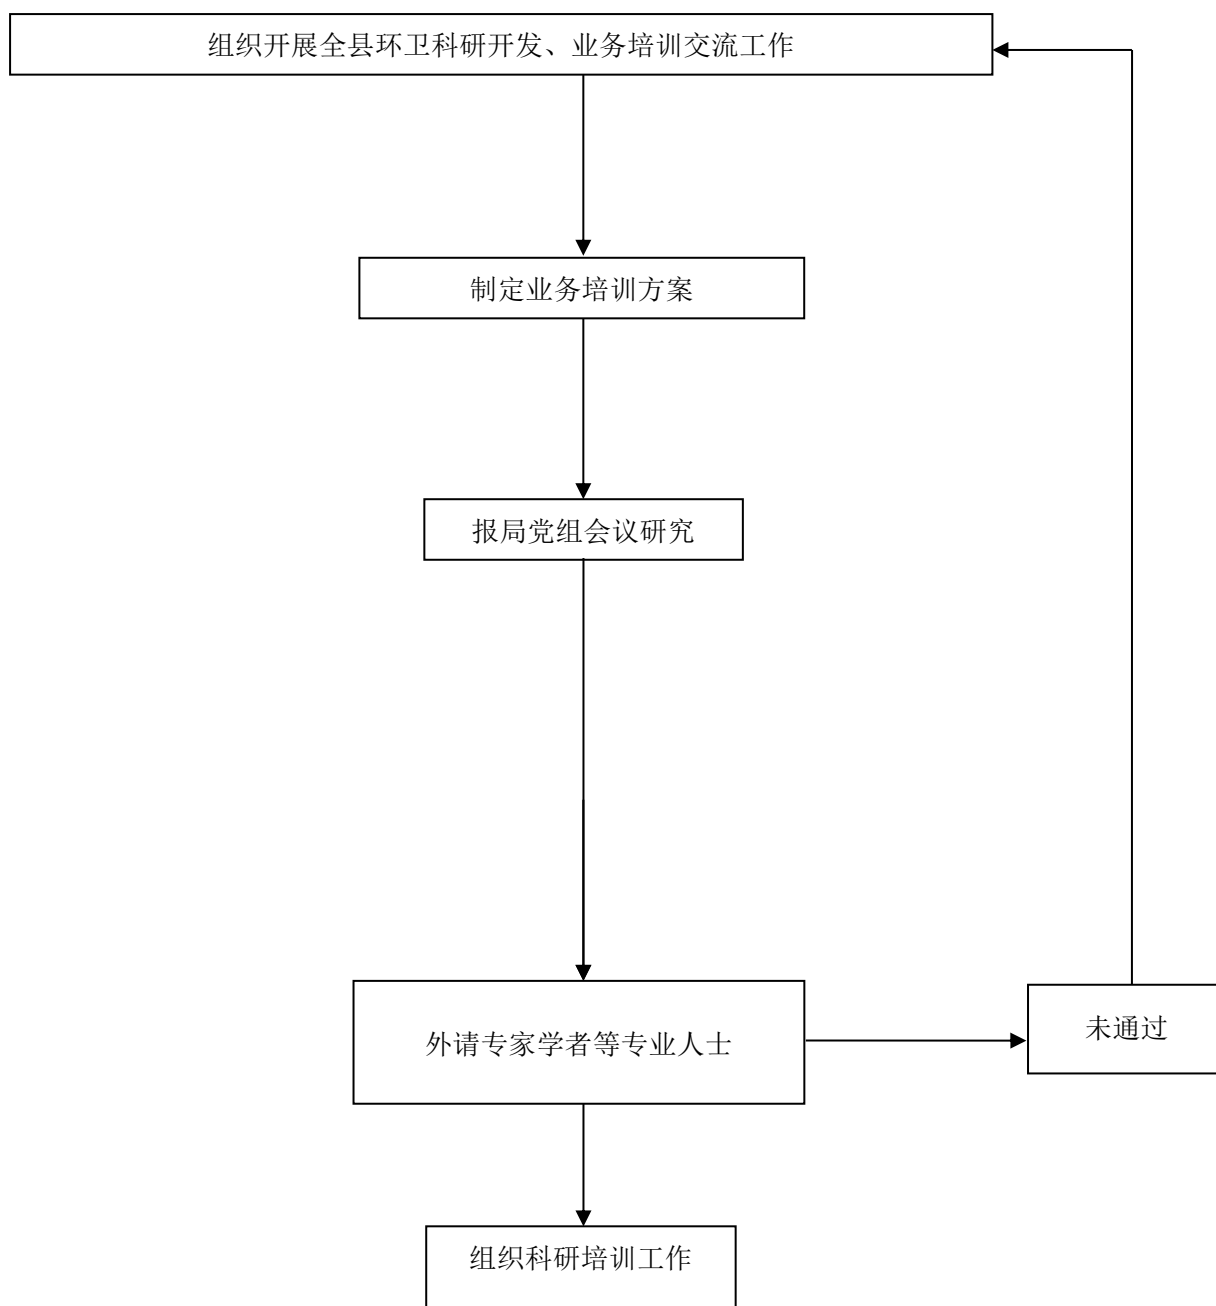 组织开展全县环卫科研开发、业务培训交流工作
制定业务培训方案
报局党组会议研究
外请专家学者等专业人士
未通过
组织科研培训工作